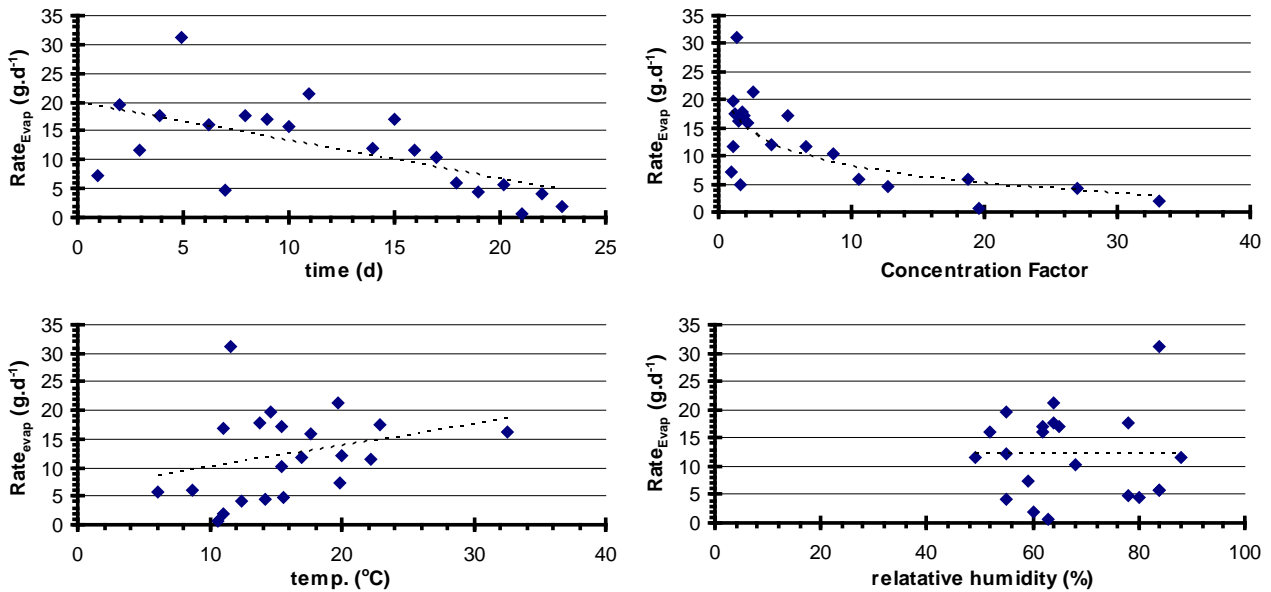 35
30
25
20
15
10
5
0
Rate_Evap (g.d⁻¹)
0 5 10 15 20 25
time (d)
35
30
25
20
15
10
5
0
Rate_Evap (g.d⁻¹)
0 10 20 30 40
Concentration Factor
35
30
25
20
15
10
5
0
Rate_evap (g.d⁻¹)
0 10 20 30 40
temp. (°C)
35
30
25
20
15
10
5
0
Rate_Evap (g.d⁻¹)
0 20 40 60 80 100
relatative humidity (%)